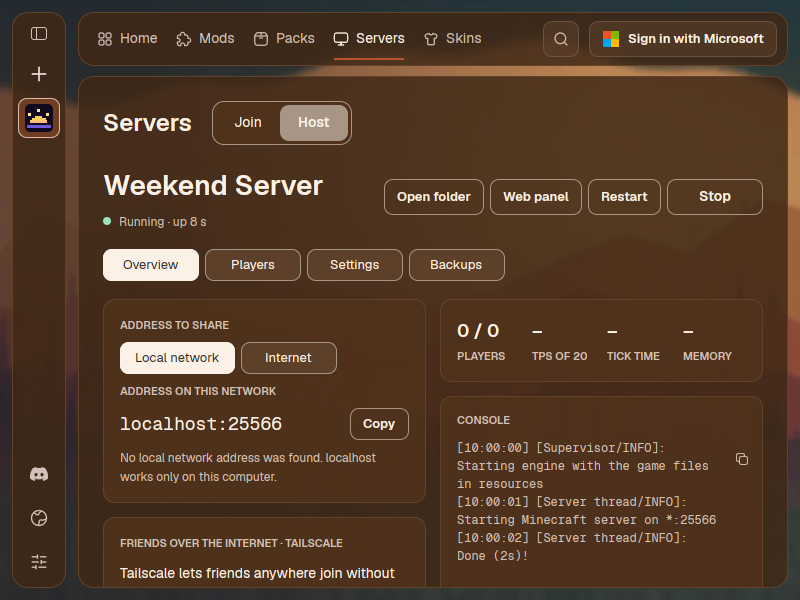 Home
Mods
Packs
Servers
Skins
Sign in with Microsoft
Servers
Join
Host
Weekend Server
Running · up 8 s
Open folder
Web panel
Restart
Stop
Overview
Players
Settings
Backups
ADDRESS TO SHARE
Local network
Internet
ADDRESS ON THIS NETWORK
localhost:25566
Copy
No local network address was found. localhost
works only on this computer.
FRIENDS OVER THE INTERNET · TAILSCALE
Tailscale lets friends anywhere join without
0 / 0
PLAYERS
–
TPS OF 20
–
TICK TIME
–
MEMORY
CONSOLE
[10:00:00] [Supervisor/INFO]:
Starting engine with the game files
in resources
[10:00:01] [Server thread/INFO]:
Starting Minecraft server on *:25566
[10:00:02] [Server thread/INFO]:
Done (2s)!